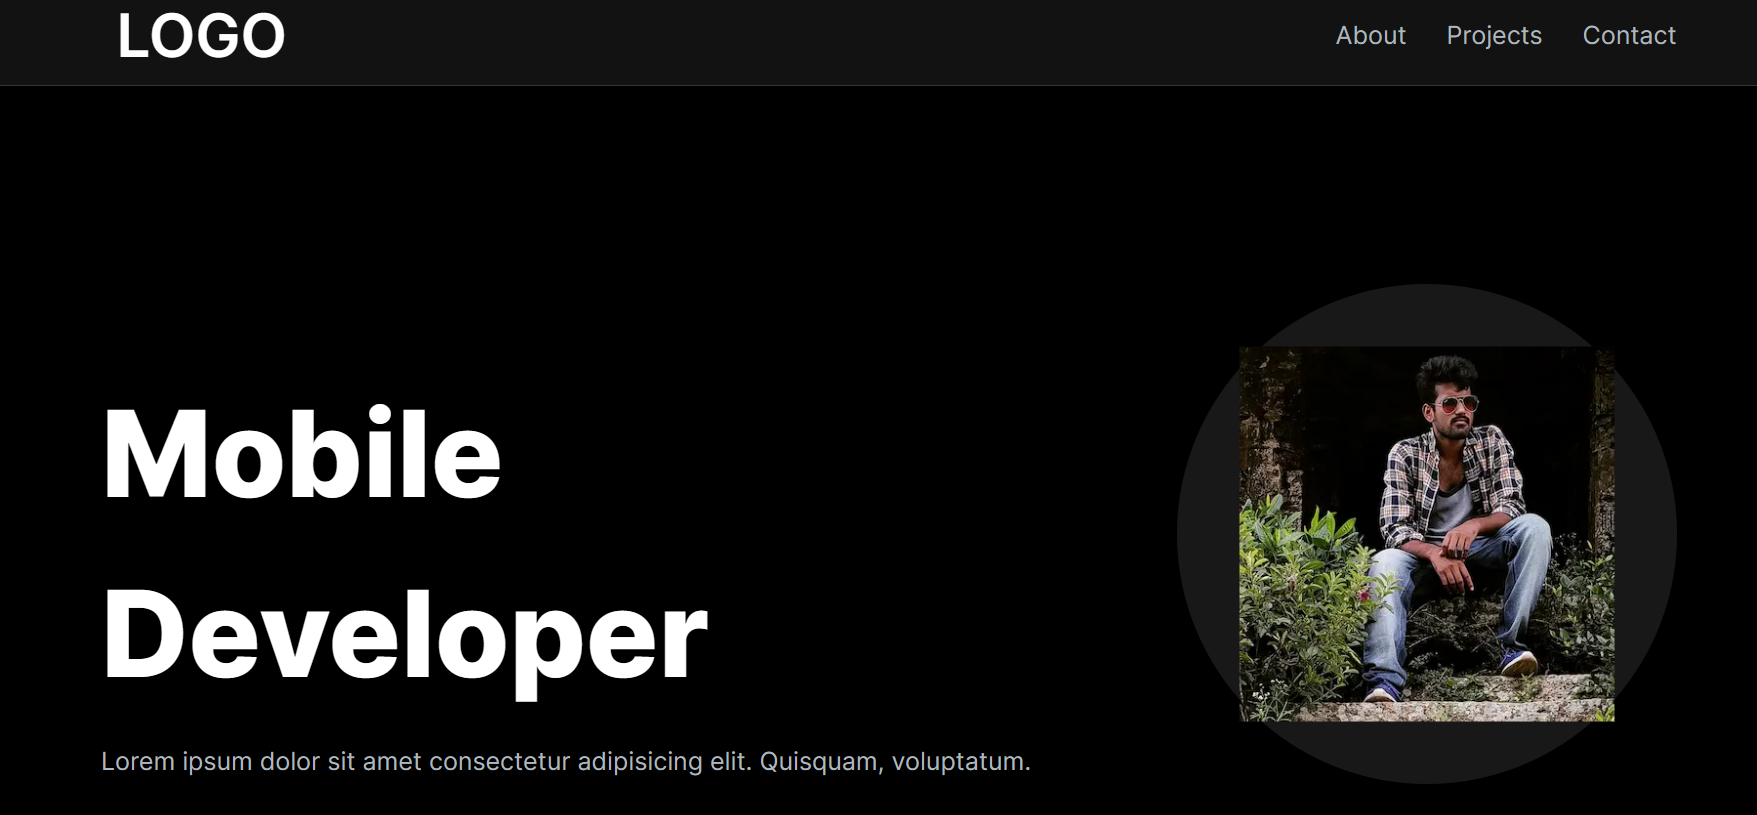 LOGO
About Projects Contact
Mobile
Developer
Lorem ipsum dolor sit amet consectetur adipisicing elit. Quisquam, voluptatum.